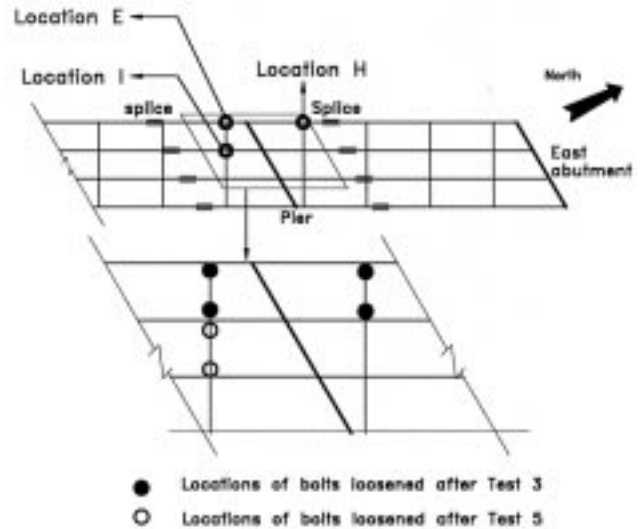 Location E
Location I
Location H
North
splice
Splice
East
abutment
Pier
Locations of bolts loosened after Test 3
Locations of bolts loosened after Test 5